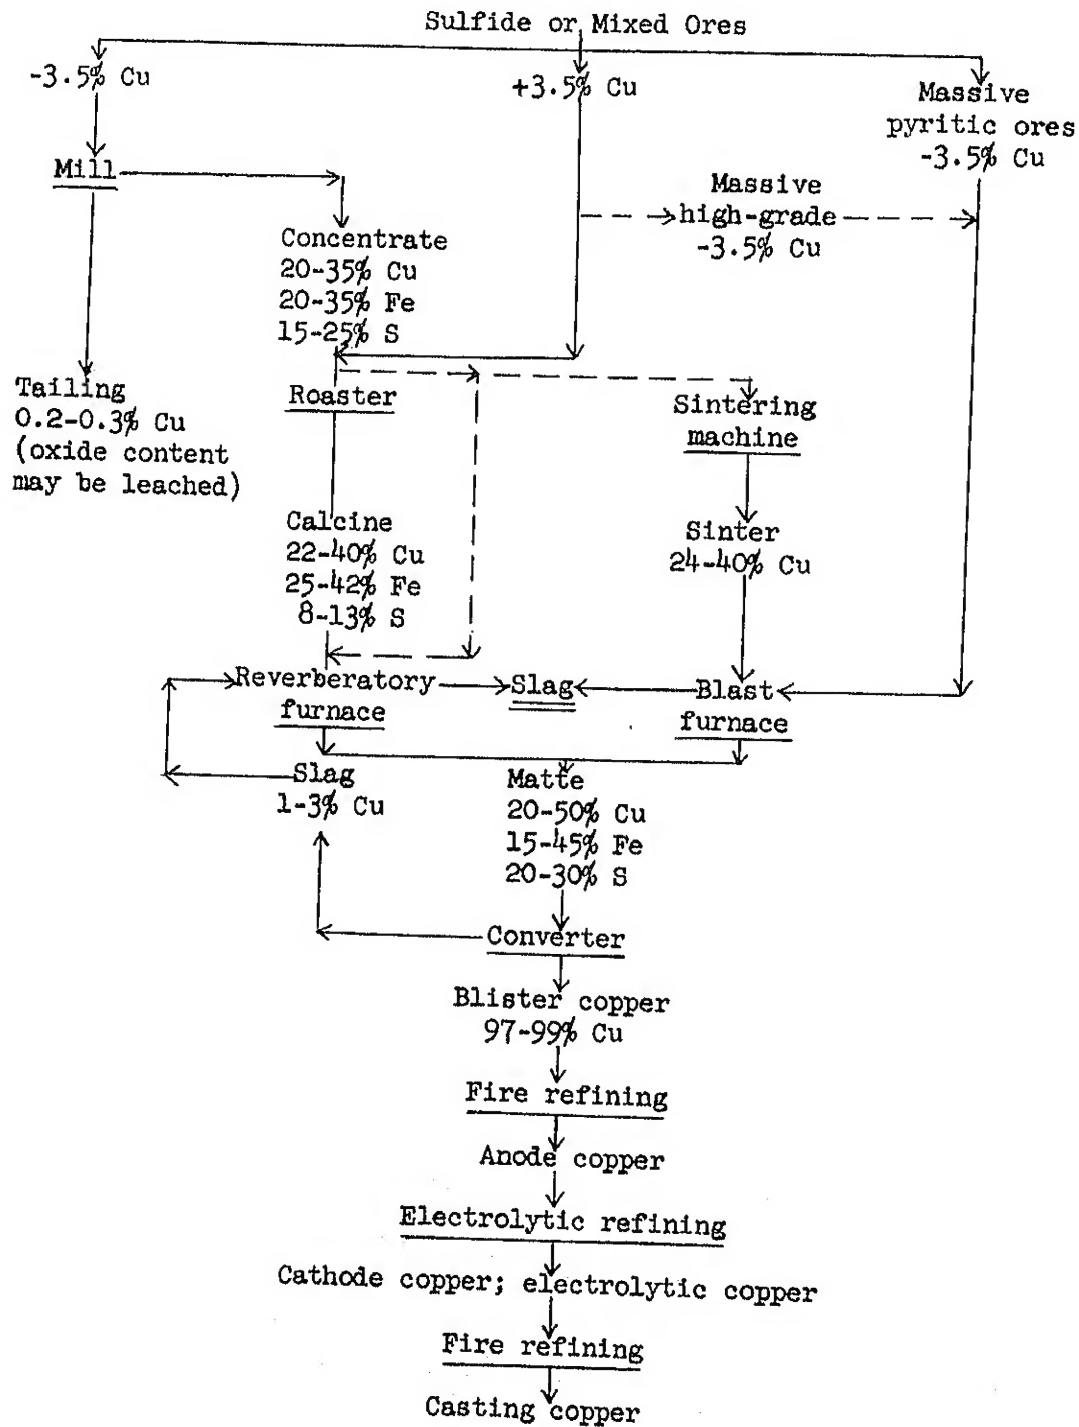 Sulfide or Mixed Ores
-3.5% Cu
+3.5% Cu
Massive
pyritic ores
-3.5% Cu
Mill
Massive
high-grade
-3.5% Cu
Concentrate
20-35% Cu
20-35% Fe
15-25% S
Tailing
0.2-0.3% Cu
(oxide content
may be leached)
Roaster
Sintering
machine
Calcine
22-40% Cu
25-42% Fe
8-13% S
Sinter
24-40% Cu
Reverberatory
furnace
Slag
Blast
furnace
Slag
1-3% Cu
Matte
20-50% Cu
15-45% Fe
20-30% S
Converter
Blister copper
97-99% Cu
Fire refining
Anode copper
Electrolytic refining
Cathode copper; electrolytic copper
Fire refining
Casting copper